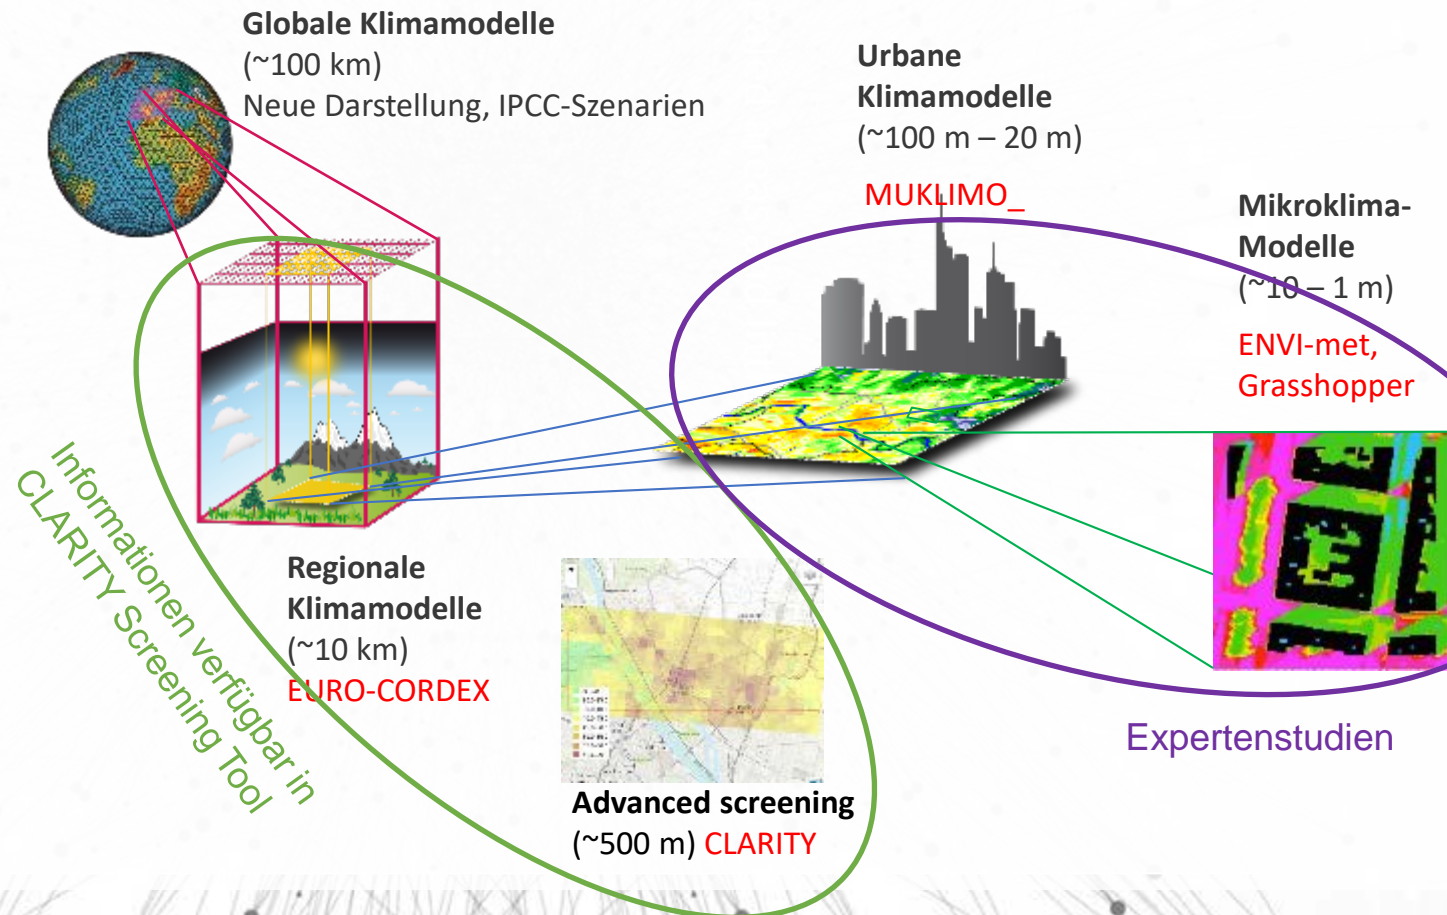 Globale Klimamodelle
(~100 km)
Neue Darstellung, IPCC-Szenarien
Urbane
Klimamodelle
(~100 m – 20 m)
MUKLIMO_
Mikroklima-
Modelle
(~10 – 1 m)
ENVI-met,
Grasshopper
Informationen verfügbar in
CLARITY Screening Tool
Regionale
Klimamodelle
(~10 km)
EURO-CORDEX
Advanced screening
(~500 m) CLARITY
Expertenstudien